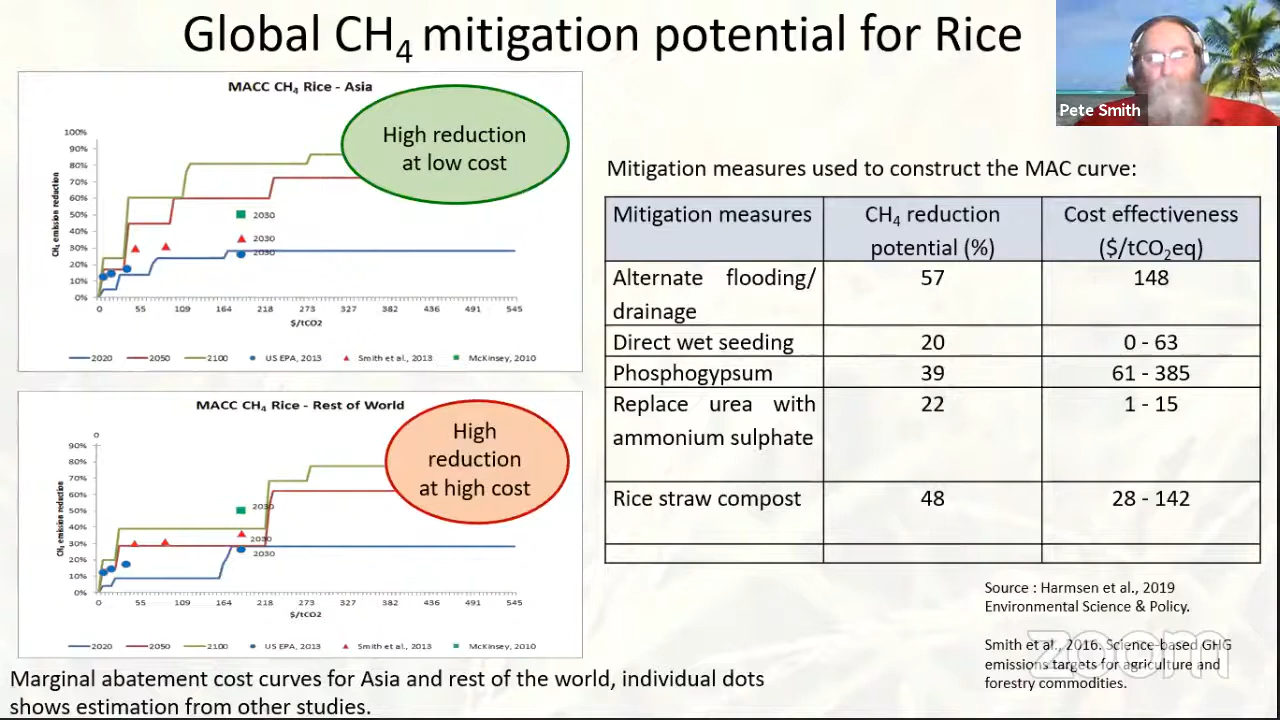 Global CH₄ mitigation potential for Rice
Pete Smith
MACC CH₄ Rice - Asia
High reduction
at low cost
CH₄ emission reduction
100%
90%
80%
70%
60%
50%
40%
30%
20%
10%
0%
2030
2030
2030
0 55 109 164 218 273 327 382 436 491 545
$/tCO2
2020 2050 2100 US EPA, 2013 Smith et al., 2013 McKinsey, 2010
MACC CH₄ Rice - Rest of World
High
reduction
at high cost
0
CH₄ emission reduction
90%
80%
70%
60%
50%
40%
30%
20%
10%
0%
2030
2030
2030
0 55 109 164 218 273 327 382 436 491 545
$/tCO2
2020 2050 2100 US EPA, 2013 Smith et al., 2013 McKinsey, 2010
Marginal abatement cost curves for Asia and rest of the world, individual dots
shows estimation from other studies.
Mitigation measures used to construct the MAC curve:
Mitigation measures CH₄ reduction Cost effectiveness
potential (%) ($/tCO₂eq)
Alternate flooding/ 57 148
drainage
Direct wet seeding 20 0 - 63
Phosphogypsum 39 61 - 385
Replace urea with 22 1 - 15
ammonium sulphate
Rice straw compost 48 28 - 142
Source : Harmsen et al., 2019
Environmental Science & Policy.
Smith et al., 2016. Science-based GHG
emissions targets for agriculture and
forestry commodities.
zoom